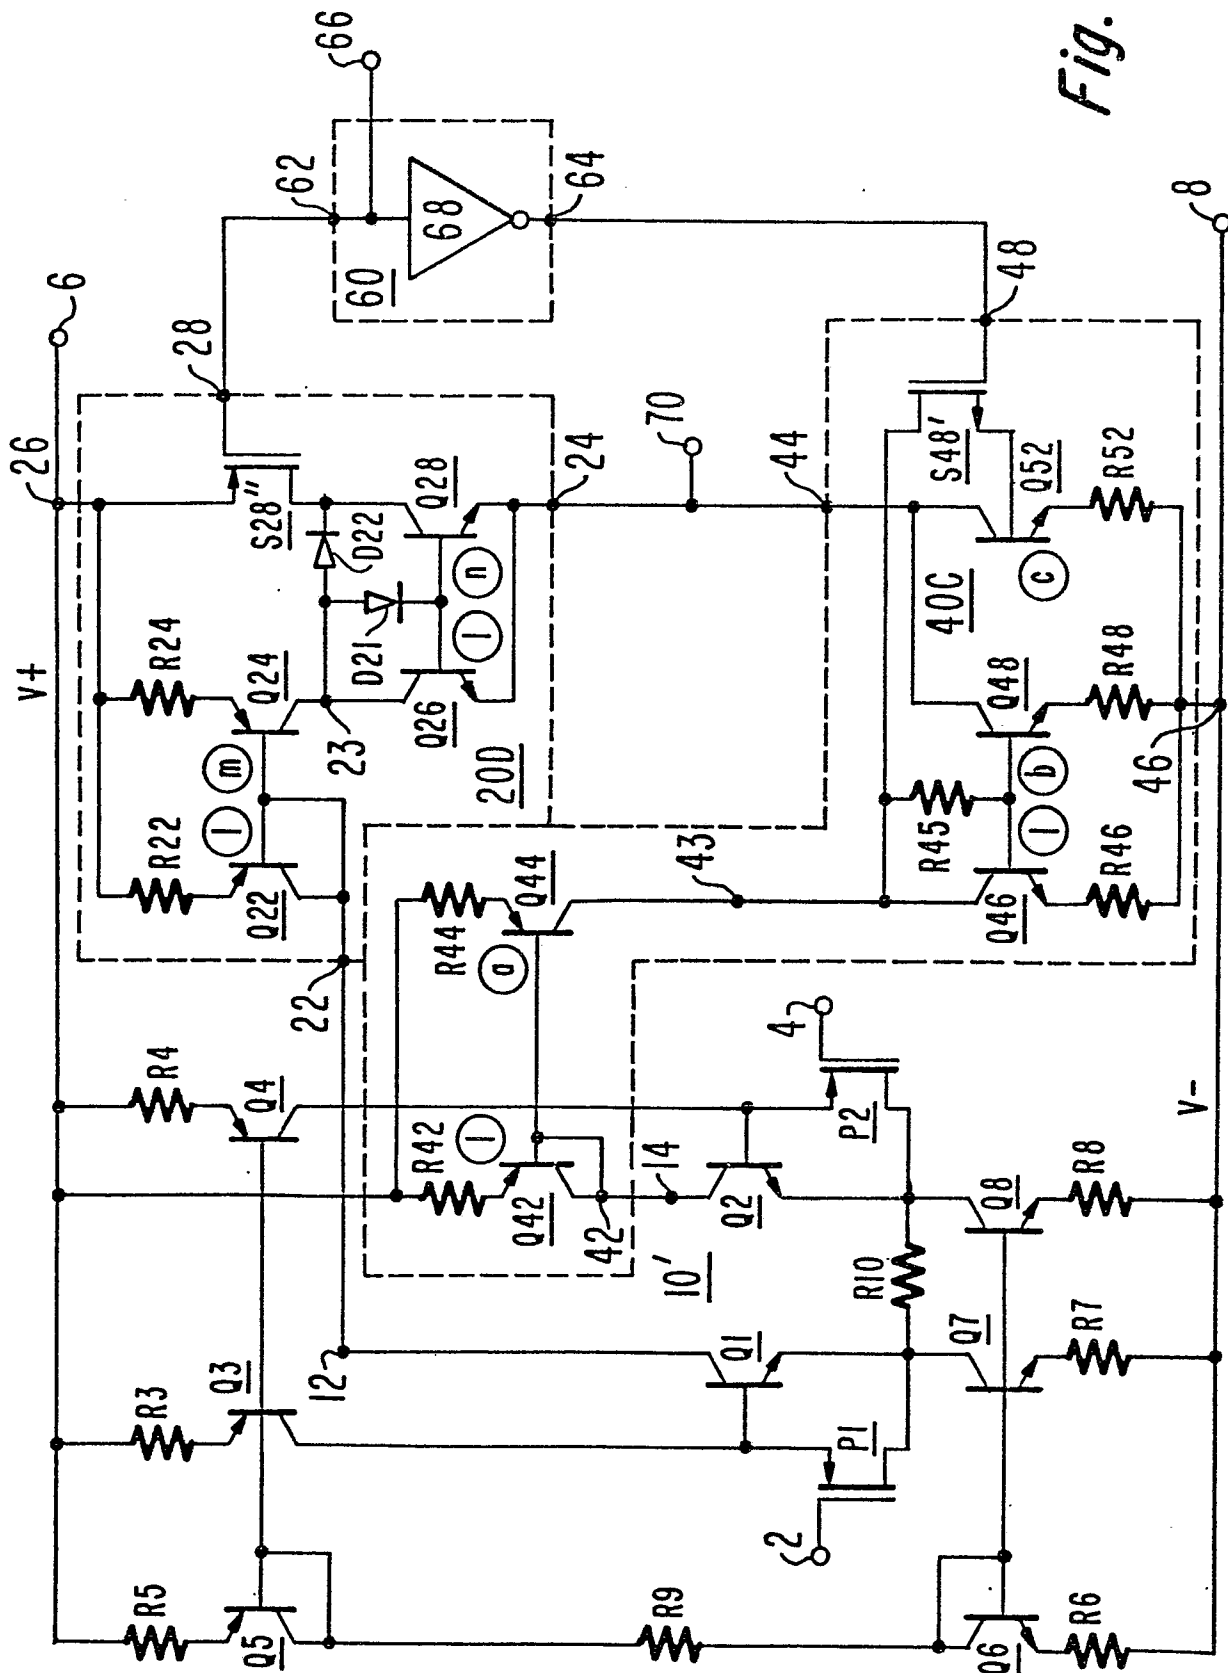 66
Fig.
62
68
64
60
6
8
28
48
26
70
S28"
Q28
24
44
S48'
D22
Q52
R52
n
c
V+
R24
Q24
D21
1
40C
Q48
R48
23
Q26
m
20D
b
46
R22
1
R45
1
Q22
Q44
43
Q46
R46
R44
a
22
4
R4
Q4
P2
V-
R42
1
14
Q42
42
Q2
Q8
R8
10'
R10
12
Q1
Q7
R7
Q3
R3
P1
2
R5
Q5
R9
Q6
R6